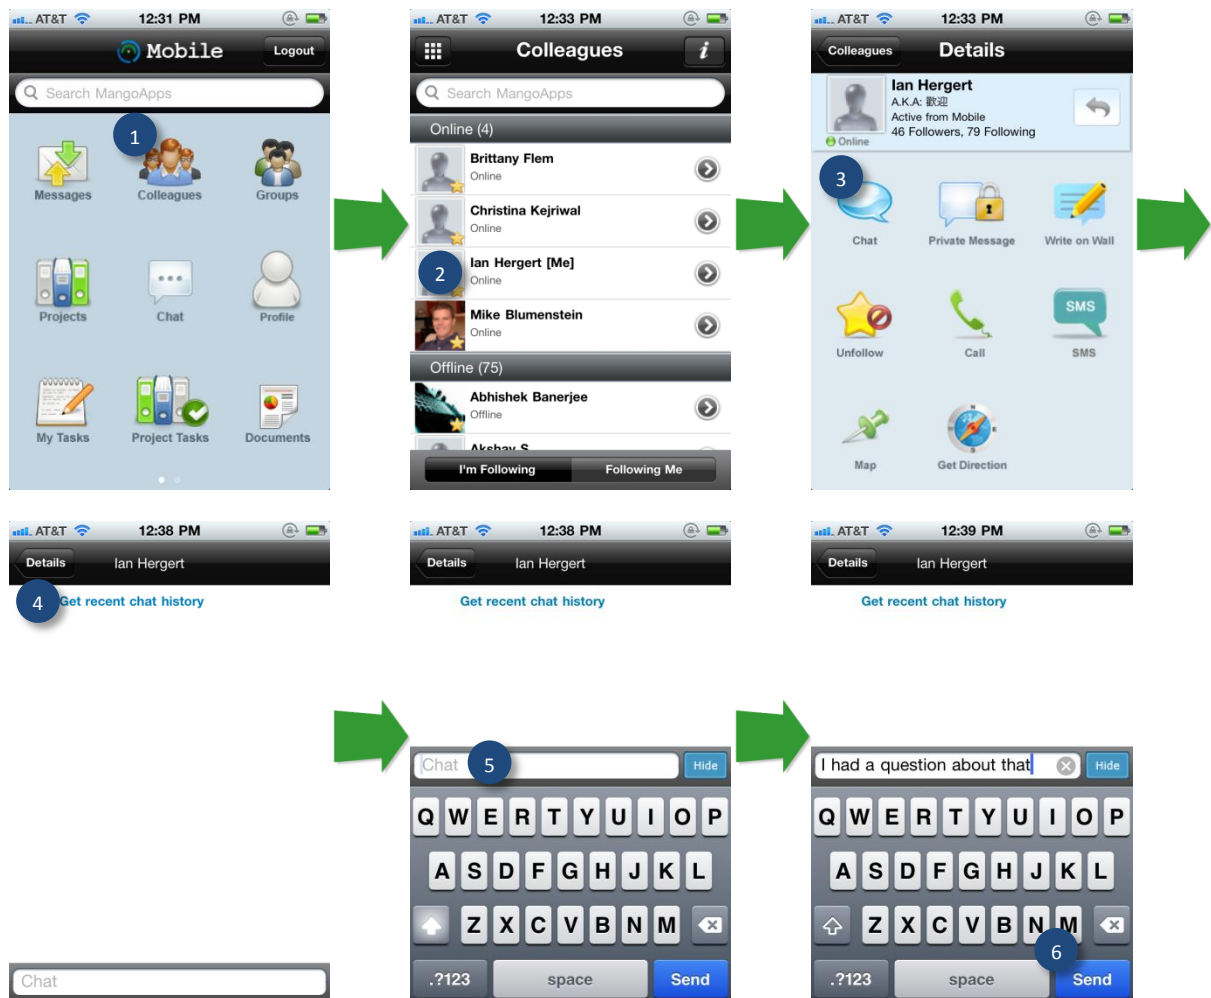 AT&T 12:31 PM
Mobile Logout
Search MangoApps
1
Messages Colleagues Groups
Projects Chat Profile
My Tasks Project Tasks Documents
AT&T 12:33 PM
Colleagues i
Search MangoApps
Online (4)
Brittany Flem
Online
Christina Kejriwal
Online
2
Ian Hergert [Me]
Online
Mike Blumenstein
Online
Offline (75)
Abhishek Banerjee
Offline
Akshay S
I'm Following Following Me
AT&T 12:33 PM
Colleagues Details
Ian Hergert
A.K.A: 歡迎
Active from Mobile
46 Followers, 79 Following
Online
3
Chat Private Message Write on Wall
SMS
Unfollow Call SMS
Map Get Direction
AT&T 12:38 PM
Details Ian Hergert
4 Get recent chat history
Chat
AT&T 12:38 PM
Details Ian Hergert
Get recent chat history
Chat 5 Hide
Q W E R T Y U I O P
A S D F G H J K L
Z X C V B N M
.?123 space Send
AT&T 12:39 PM
Details Ian Hergert
Get recent chat history
I had a question about that Hide
Q W E R T Y U I O P
A S D F G H J K L
Z X C V B N M
6
.?123 space Send